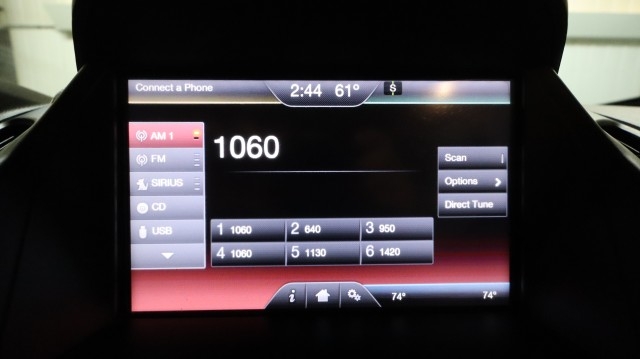 Connect a Phone 2:44 61°
AM 1
1060
FM
Scan
SIRIUS
Options
CD
Direct Tune
USB
1 1060 2 640 3 950
4 1060 5 1130 6 1420
i 74° 74°